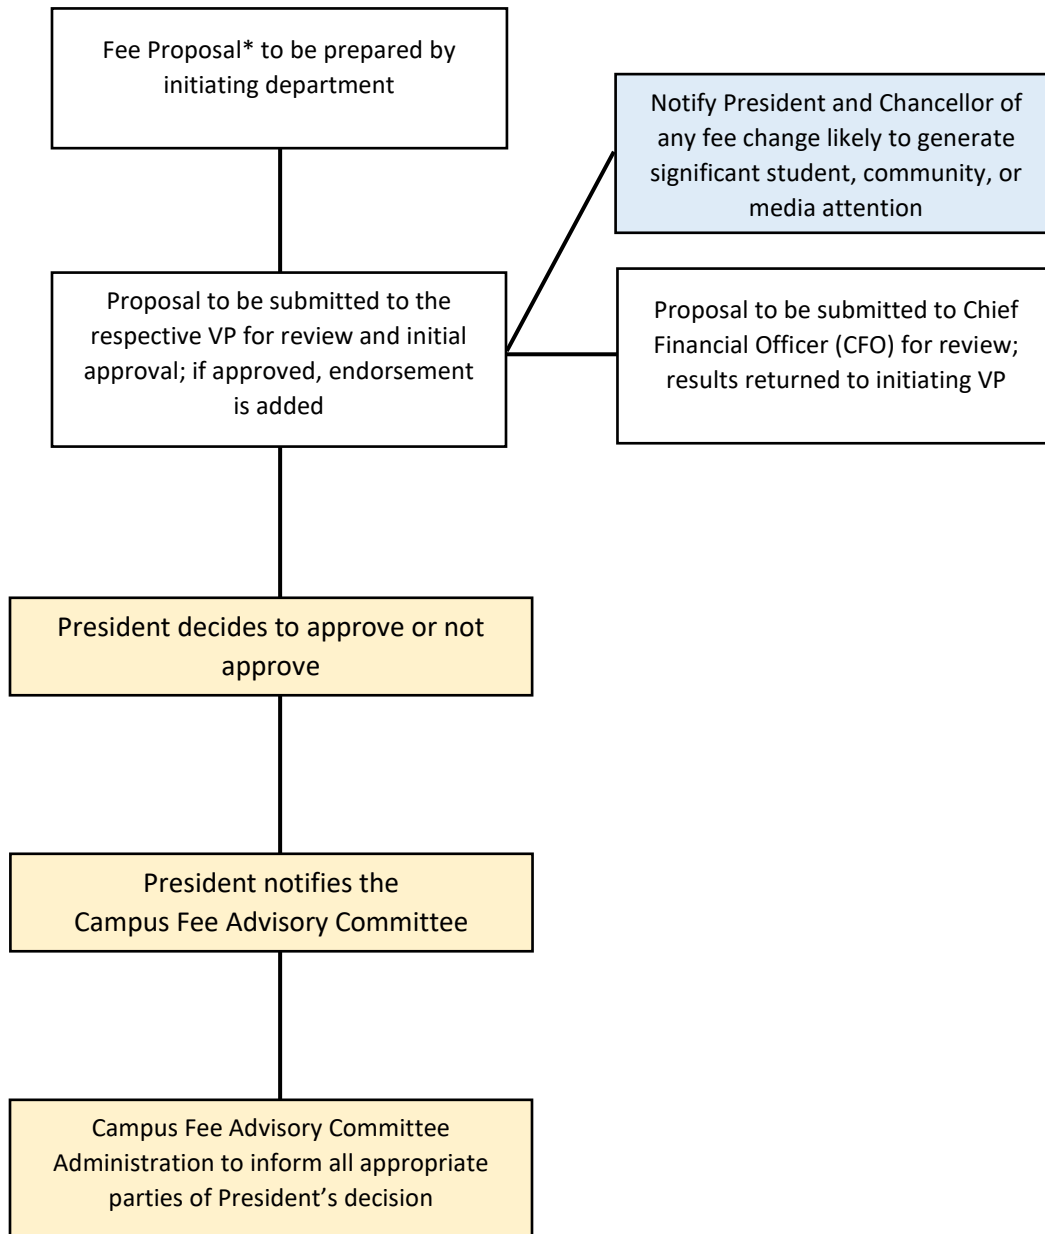 Fee Proposal* to be prepared by
initiating department
Notify President and Chancellor of
any fee change likely to generate
significant student, community, or
media attention
Proposal to be submitted to the
respective VP for review and initial
approval; if approved, endorsement
is added
Proposal to be submitted to Chief
Financial Officer (CFO) for review;
results returned to initiating VP
President decides to approve or not
approve
President notifies the
Campus Fee Advisory Committee
Campus Fee Advisory Committee
Administration to inform all appropriate
parties of President’s decision